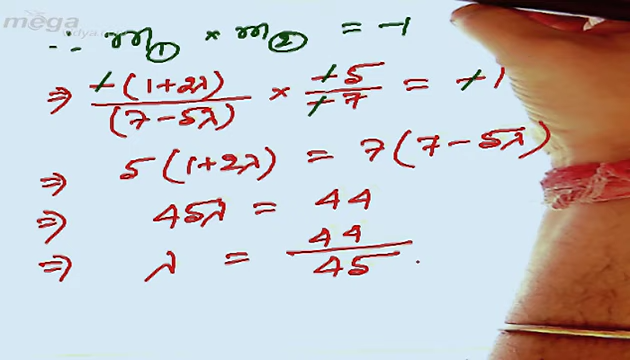 mega
∴ m① × m② = -1
⇒ -(1+2λ)/(7-5λ) × -5/-7 = -1
⇒ 5(1+2λ) = 7(7-5λ)
⇒ 45λ = 44
⇒ λ = 44/45.